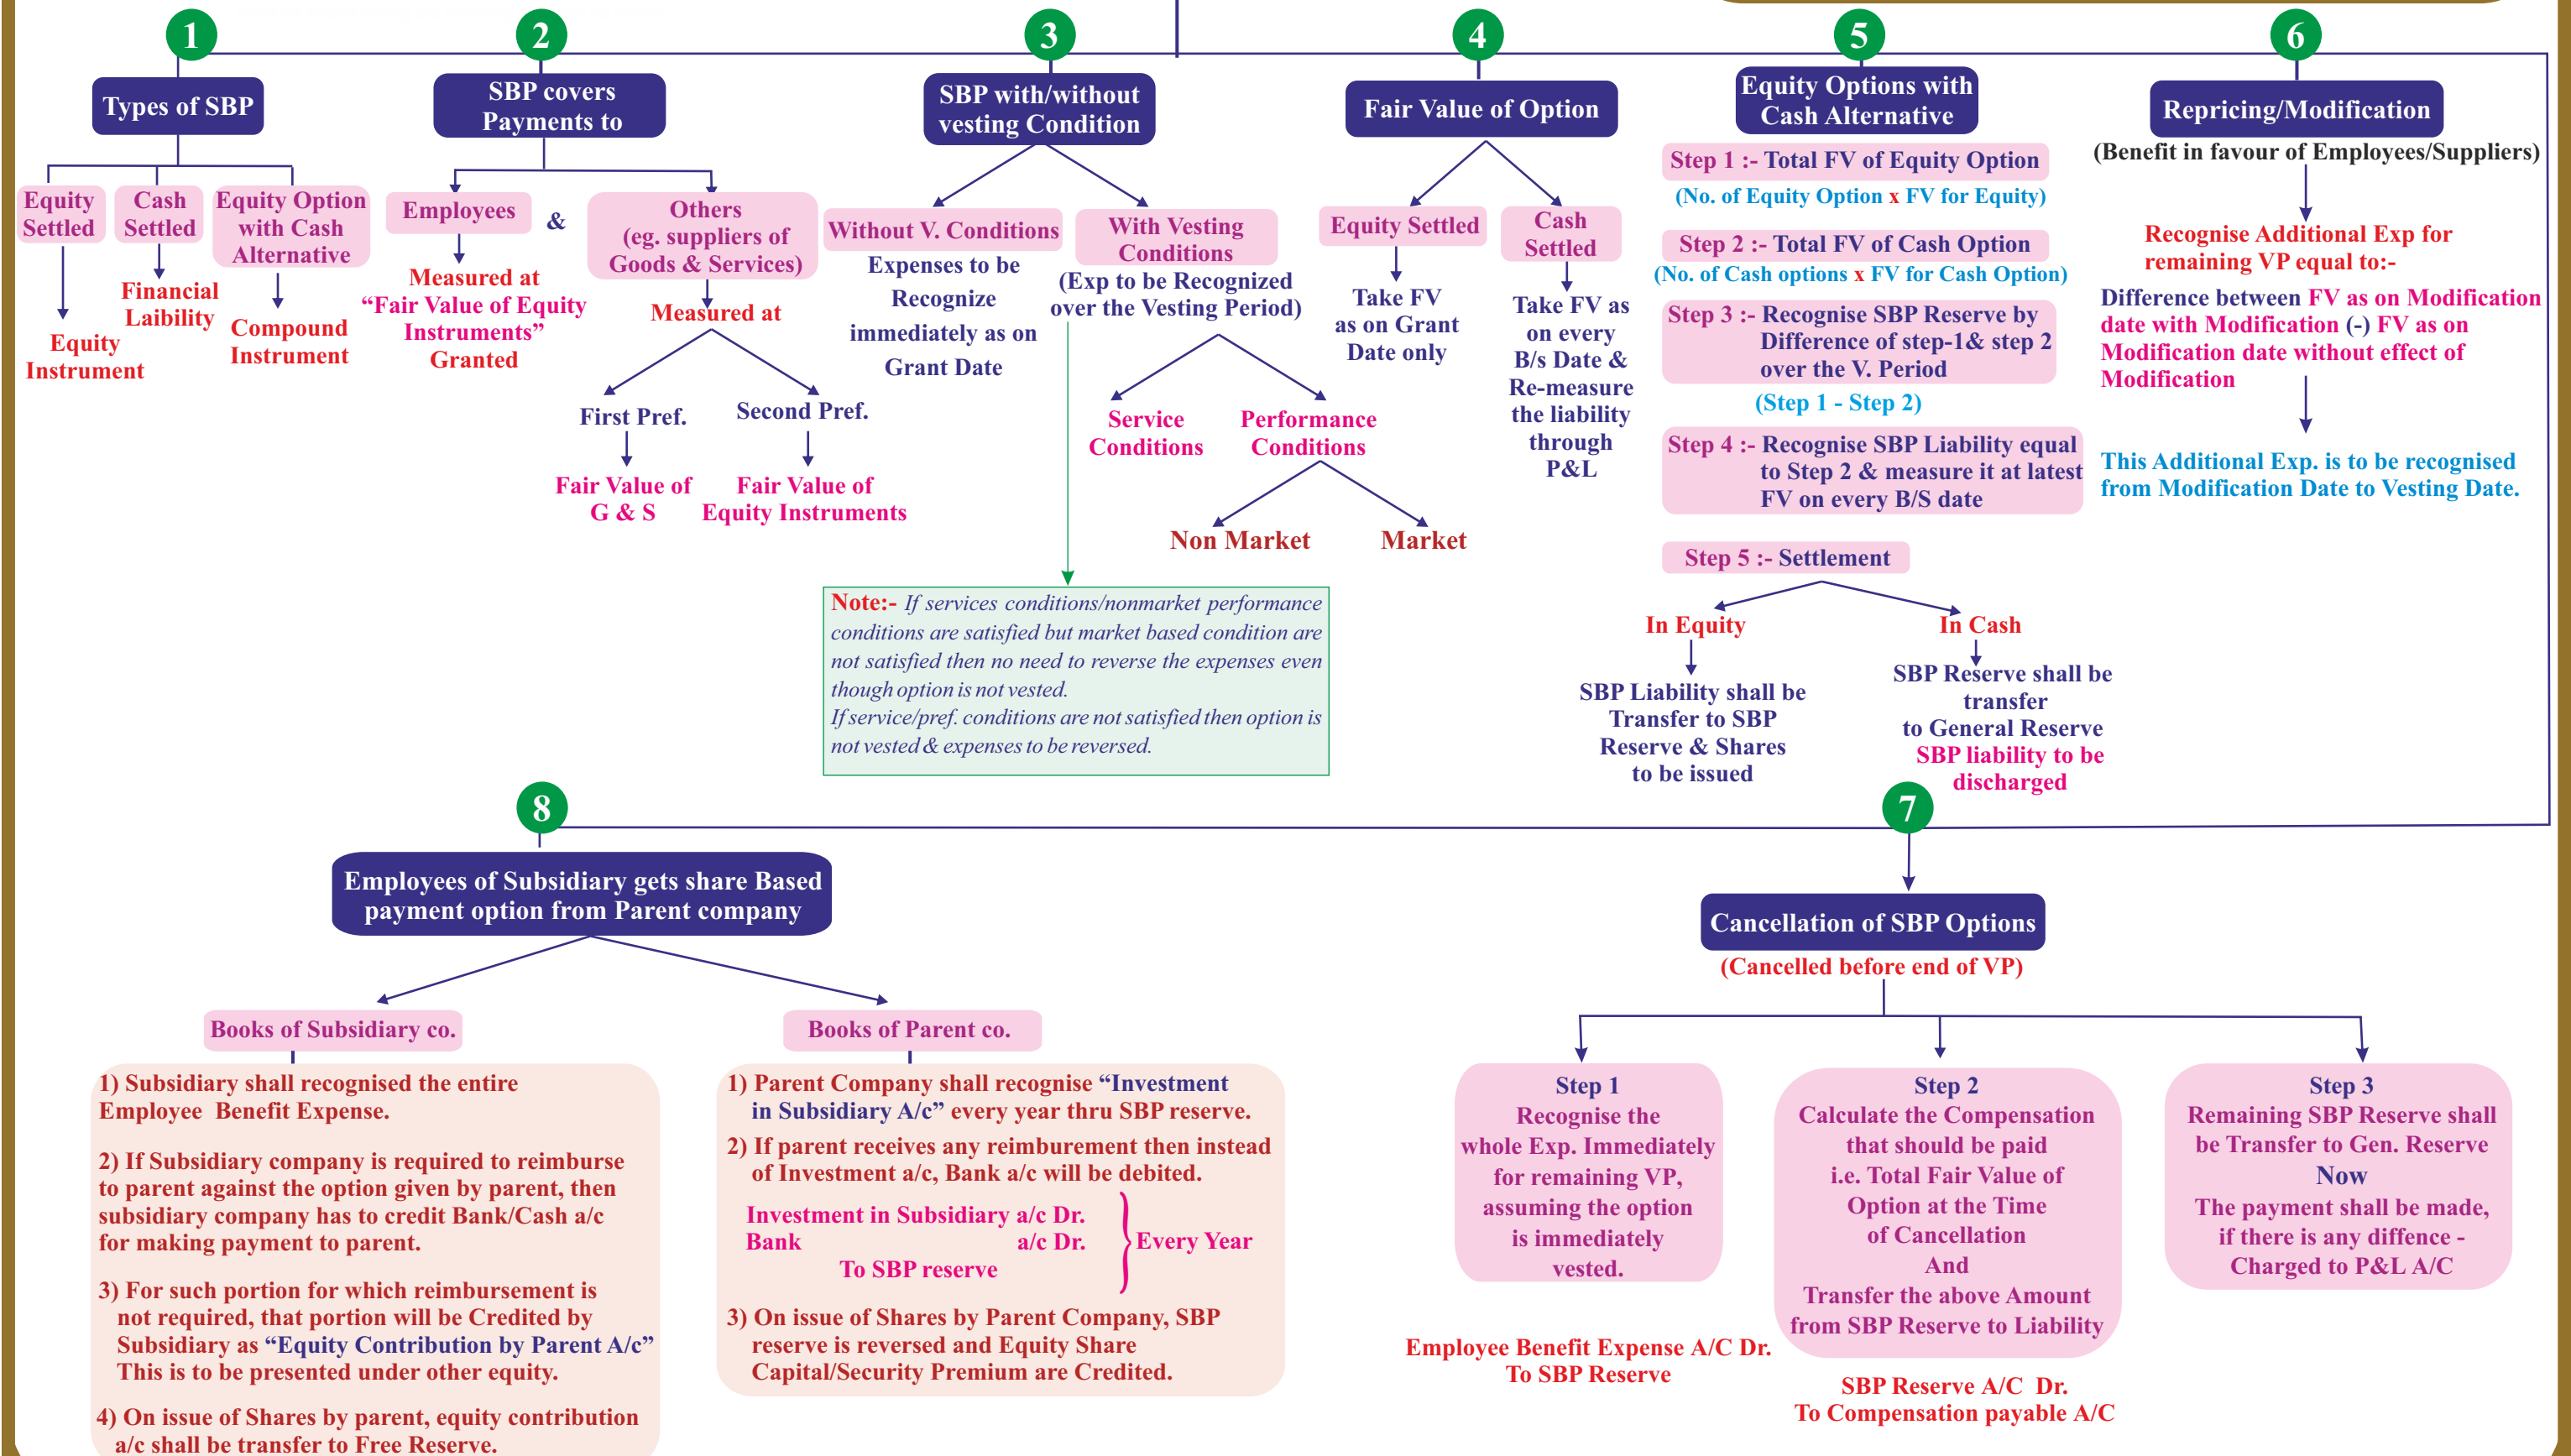 1
Types of SBP
Equity
Settled
Equity
Instrument
Cash
Settled
Financial
Laibility
Equity Option
with Cash
Alternative
Compound
Instrument
2
SBP covers
Payments to
Employees
Measured at
“Fair Value of Equity
Instruments”
Granted
&
Others
(eg. suppliers of
Goods & Services)
Measured at
First Pref.
Fair Value of
G & S
Second Pref.
Fair Value of
Equity Instruments
3
SBP with/without
vesting Condition
Without V. Conditions
Expenses to be
Recognize
immediately as on
Grant Date
With Vesting
Conditions
(Exp to be Recognized
over the Vesting Period)
Service
Conditions
Performance
Conditions
Non Market
Market
Note:- If services conditions/nonmarket performance
conditions are satisfied but market based condition are
not satisfied then no need to reverse the expenses even
though option is not vested.
If service/pref. conditions are not satisfied then option is
not vested & expenses to be reversed.
4
Fair Value of Option
Equity Settled
Take FV
as on Grant
Date only
Cash
Settled
Take FV as
on every
B/s Date &
Re-measure
the liability
through
P&L
5
Equity Options with
Cash Alternative
Step 1 :- Total FV of Equity Option
(No. of Equity Option x FV for Equity)
Step 2 :- Total FV of Cash Option
(No. of Cash options x FV for Cash Option)
Step 3 :- Recognise SBP Reserve by
Difference of step-1& step 2
over the V. Period
(Step 1 - Step 2)
Step 4 :- Recognise SBP Liability equal
to Step 2 & measure it at latest
FV on every B/S date
Step 5 :- Settlement
In Equity
SBP Liability shall be
Transfer to SBP
Reserve & Shares
to be issued
In Cash
SBP Reserve shall be
transfer
to General Reserve
SBP liability to be
discharged
6
Repricing/Modification
(Benefit in favour of Employees/Suppliers)
Recognise Additional Exp for
remaining VP equal to:-
Difference between FV as on Modification
date with Modification (-) FV as on
Modification date without effect of
Modification
This Additional Exp. is to be recognised
from Modification Date to Vesting Date.
8
Employees of Subsidiary gets share Based
payment option from Parent company
Books of Subsidiary co.
1) Subsidiary shall recognised the entire
Employee Benefit Expense.
2) If Subsidiary company is required to reimburse
to parent against the option given by parent, then
subsidiary company has to credit Bank/Cash a/c
for making payment to parent.
3) For such portion for which reimbursement is
not required, that portion will be Credited by
Subsidiary as “Equity Contribution by Parent A/c”
This is to be presented under other equity.
4) On issue of Shares by parent, equity contribution
a/c shall be transfer to Free Reserve.
Books of Parent co.
1) Parent Company shall recognise “Investment
in Subsidiary A/c” every year thru SBP reserve.
2) If parent receives any reimburement then instead
of Investment a/c, Bank a/c will be debited.
Investment in Subsidiary a/c Dr.
Bank a/c Dr.
To SBP reserve
Every Year
3) On issue of Shares by Parent Company, SBP
reserve is reversed and Equity Share
Capital/Security Premium are Credited.
7
Cancellation of SBP Options
(Cancelled before end of VP)
Step 1
Recognise the
whole Exp. Immediately
for remaining VP,
assuming the option
is immediately
vested.
Employee Benefit Expense A/C Dr.
To SBP Reserve
Step 2
Calculate the Compensation
that should be paid
i.e. Total Fair Value of
Option at the Time
of Cancellation
And
Transfer the above Amount
from SBP Reserve to Liability
SBP Reserve A/C Dr.
To Compensation payable A/C
Step 3
Remaining SBP Reserve shall
be Transfer to Gen. Reserve
Now
The payment shall be made,
if there is any diffence -
Charged to P&L A/C